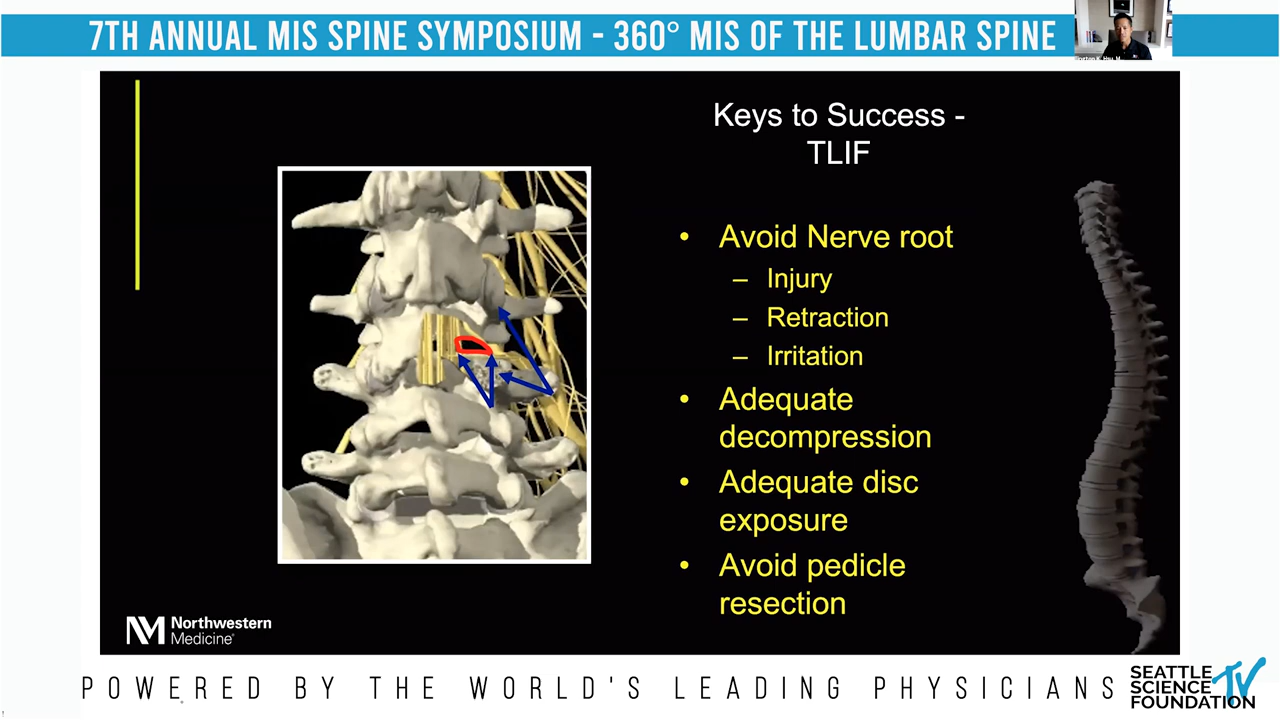 7TH ANNUAL MIS SPINE SYMPOSIUM - 360° MIS OF THE LUMBAR SPINE
Keys to Success -
TLIF
• Avoid Nerve root
– Injury
– Retraction
– Irritation
• Adequate
decompression
• Adequate disc
exposure
• Avoid pedicle
resection
NM Northwestern
Medicine®
POWERED BY THE WORLD'S LEADING PHYSICIANS
SEATTLE
SCIENCE
FOUNDATION
TV